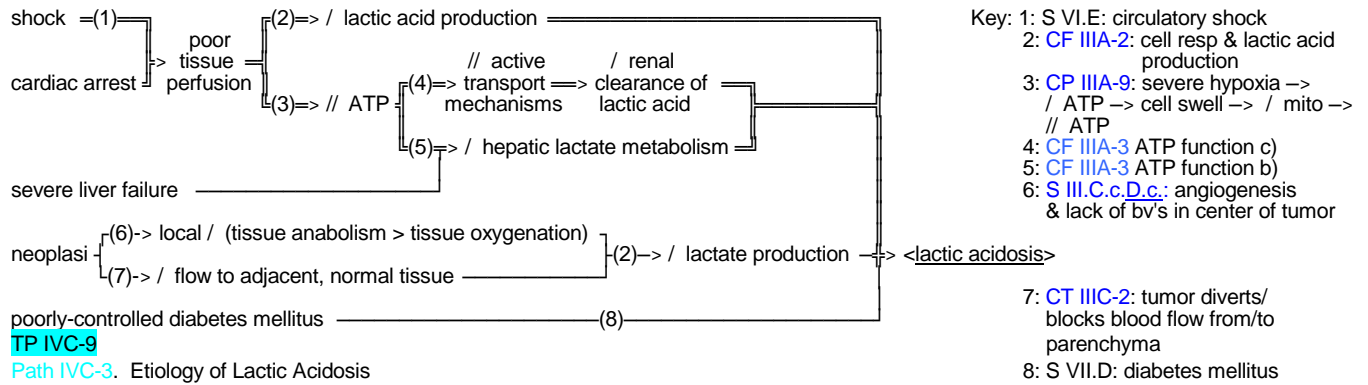 shock =(1) (2)=> / lactic acid production Key: 1: S VI.E: circulatory shock
poor 2: CF IIIA-2: cell resp & lactic acid
> tissue // active / renal production
cardiac arrest perfusion (4)=> transport ==> clearance of 3: CP IIIA-9: severe hypoxia –>
(3)=> // ATP mechanisms lactic acid / ATP –> cell swell –> / mito –>
// ATP
(5)=> / hepatic lactate metabolism 4: CF IIIA-3 ATP function c)
5: CF IIIA-3 ATP function b)
severe liver failure 6: S III.C.c.D.c.: angiogenesis
& lack of bv's in center of tumor
(6)-> local / (tissue anabolism > tissue oxygenation)
neoplasi (2)–> / lactate production –> <lactic acidosis>
(7)-> / flow to adjacent, normal tissue
7: CT IIIC-2: tumor diverts/
poorly-controlled diabetes mellitus (8) blocks blood flow from/to
TP IVC-9 parenchyma
Path IVC-3. Etiology of Lactic Acidosis 8: S VII.D: diabetes mellitus